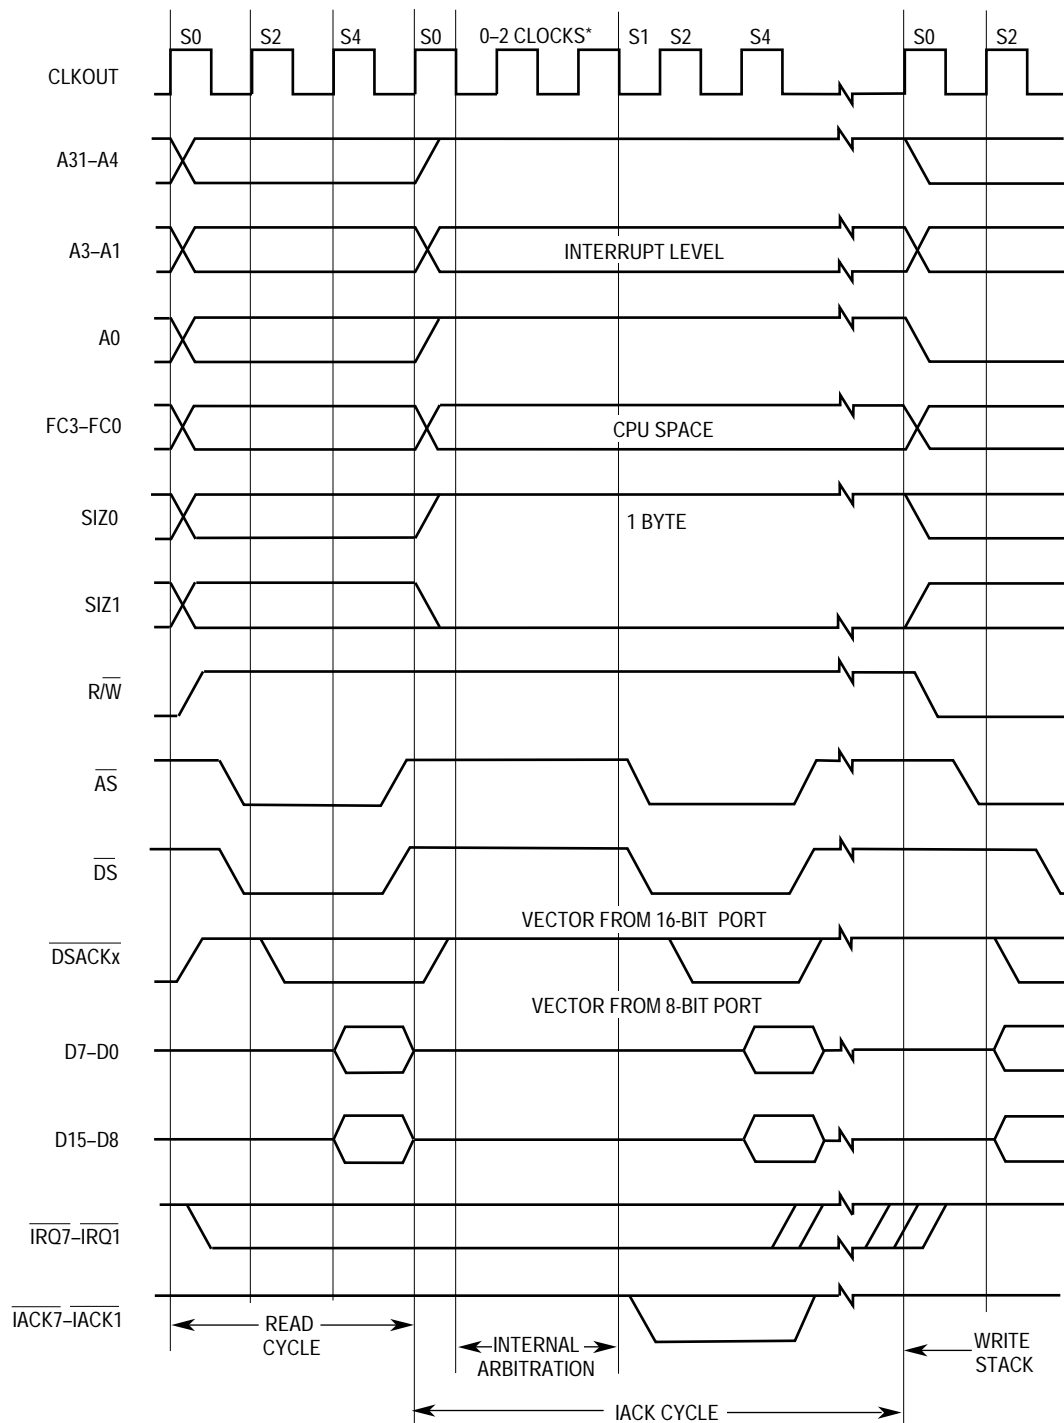 S0 S2 S4 S0 0–2 CLOCKS* S1 S2 S4 S0 S2
CLKOUT
A31–A4
A3–A1
INTERRUPT LEVEL
A0
FC3–FC0
CPU SPACE
SIZ0
1 BYTE
SIZ1
R/W
AS
DS
VECTOR FROM 16-BIT PORT
DSACKx
VECTOR FROM 8-BIT PORT
D7–D0
D15–D8
IRQ7–IRQ1
IACK7–IACK1
READ
CYCLE
INTERNAL
ARBITRATION
WRITE
STACK
IACK CYCLE